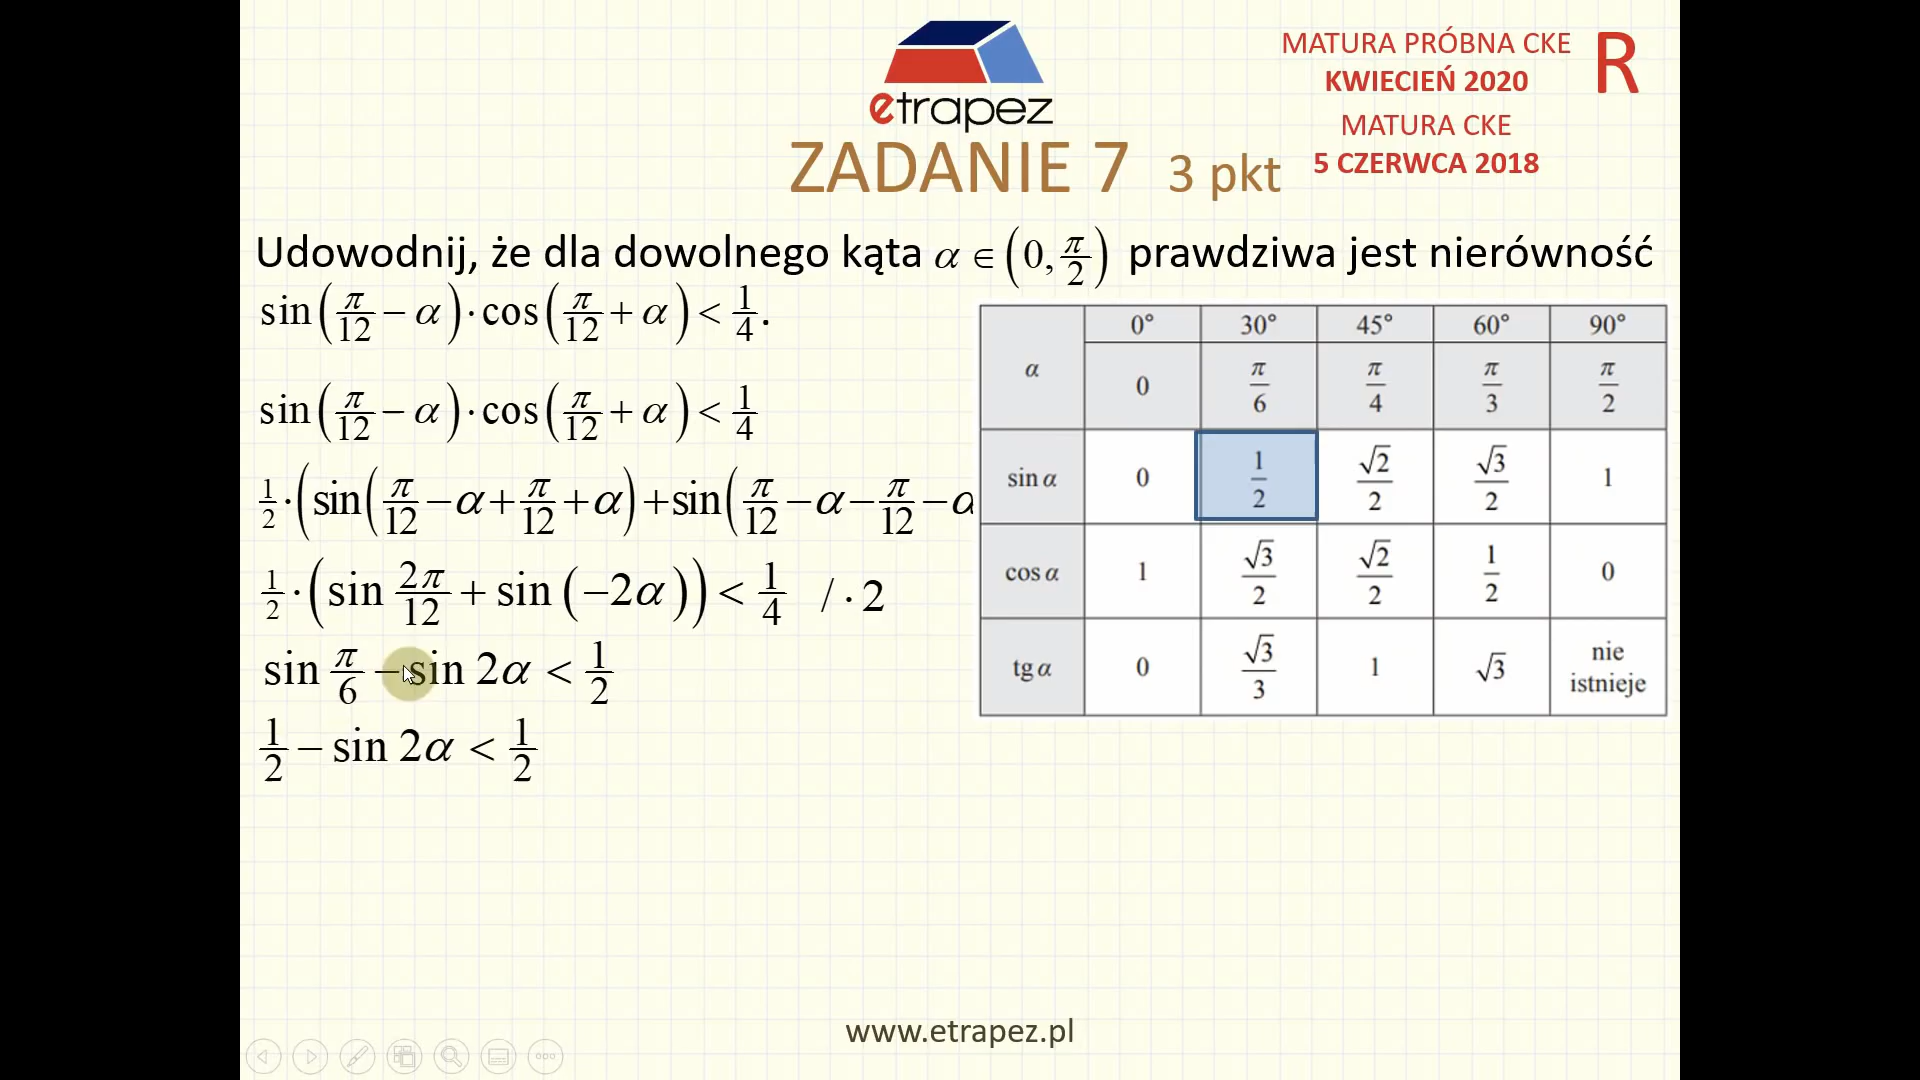 etrapez
MATURA PRÓBNA CKE
KWIECIEŃ 2020
R
MATURA CKE
5 CZERWCA 2018
ZADANIE 7 3 pkt
Udowodnij, że dla dowolnego kąta α ∈ (0, π/2) prawdziwa jest nierówność
sin(π/12 − α) · cos(π/12 + α) < 1/4.
sin(π/12 − α) · cos(π/12 + α) < 1/4
1/2 · (sin(π/12 − α + π/12 + α) + sin(π/12 − α − π/12 − α
1/2 · (sin 2π/12 + sin (−2α)) < 1/4 / · 2
sin π/6 − sin 2α < 1/2
1/2 − sin 2α < 1/2
α 0° 30° 45° 60° 90°
0 π/6 π/4 π/3 π/2
sin α 0 1/2 √2/2 √3/2 1
cos α 1 √3/2 √2/2 1/2 0
tg α 0 √3/3 1 √3 nie istnieje
www.etrapez.pl